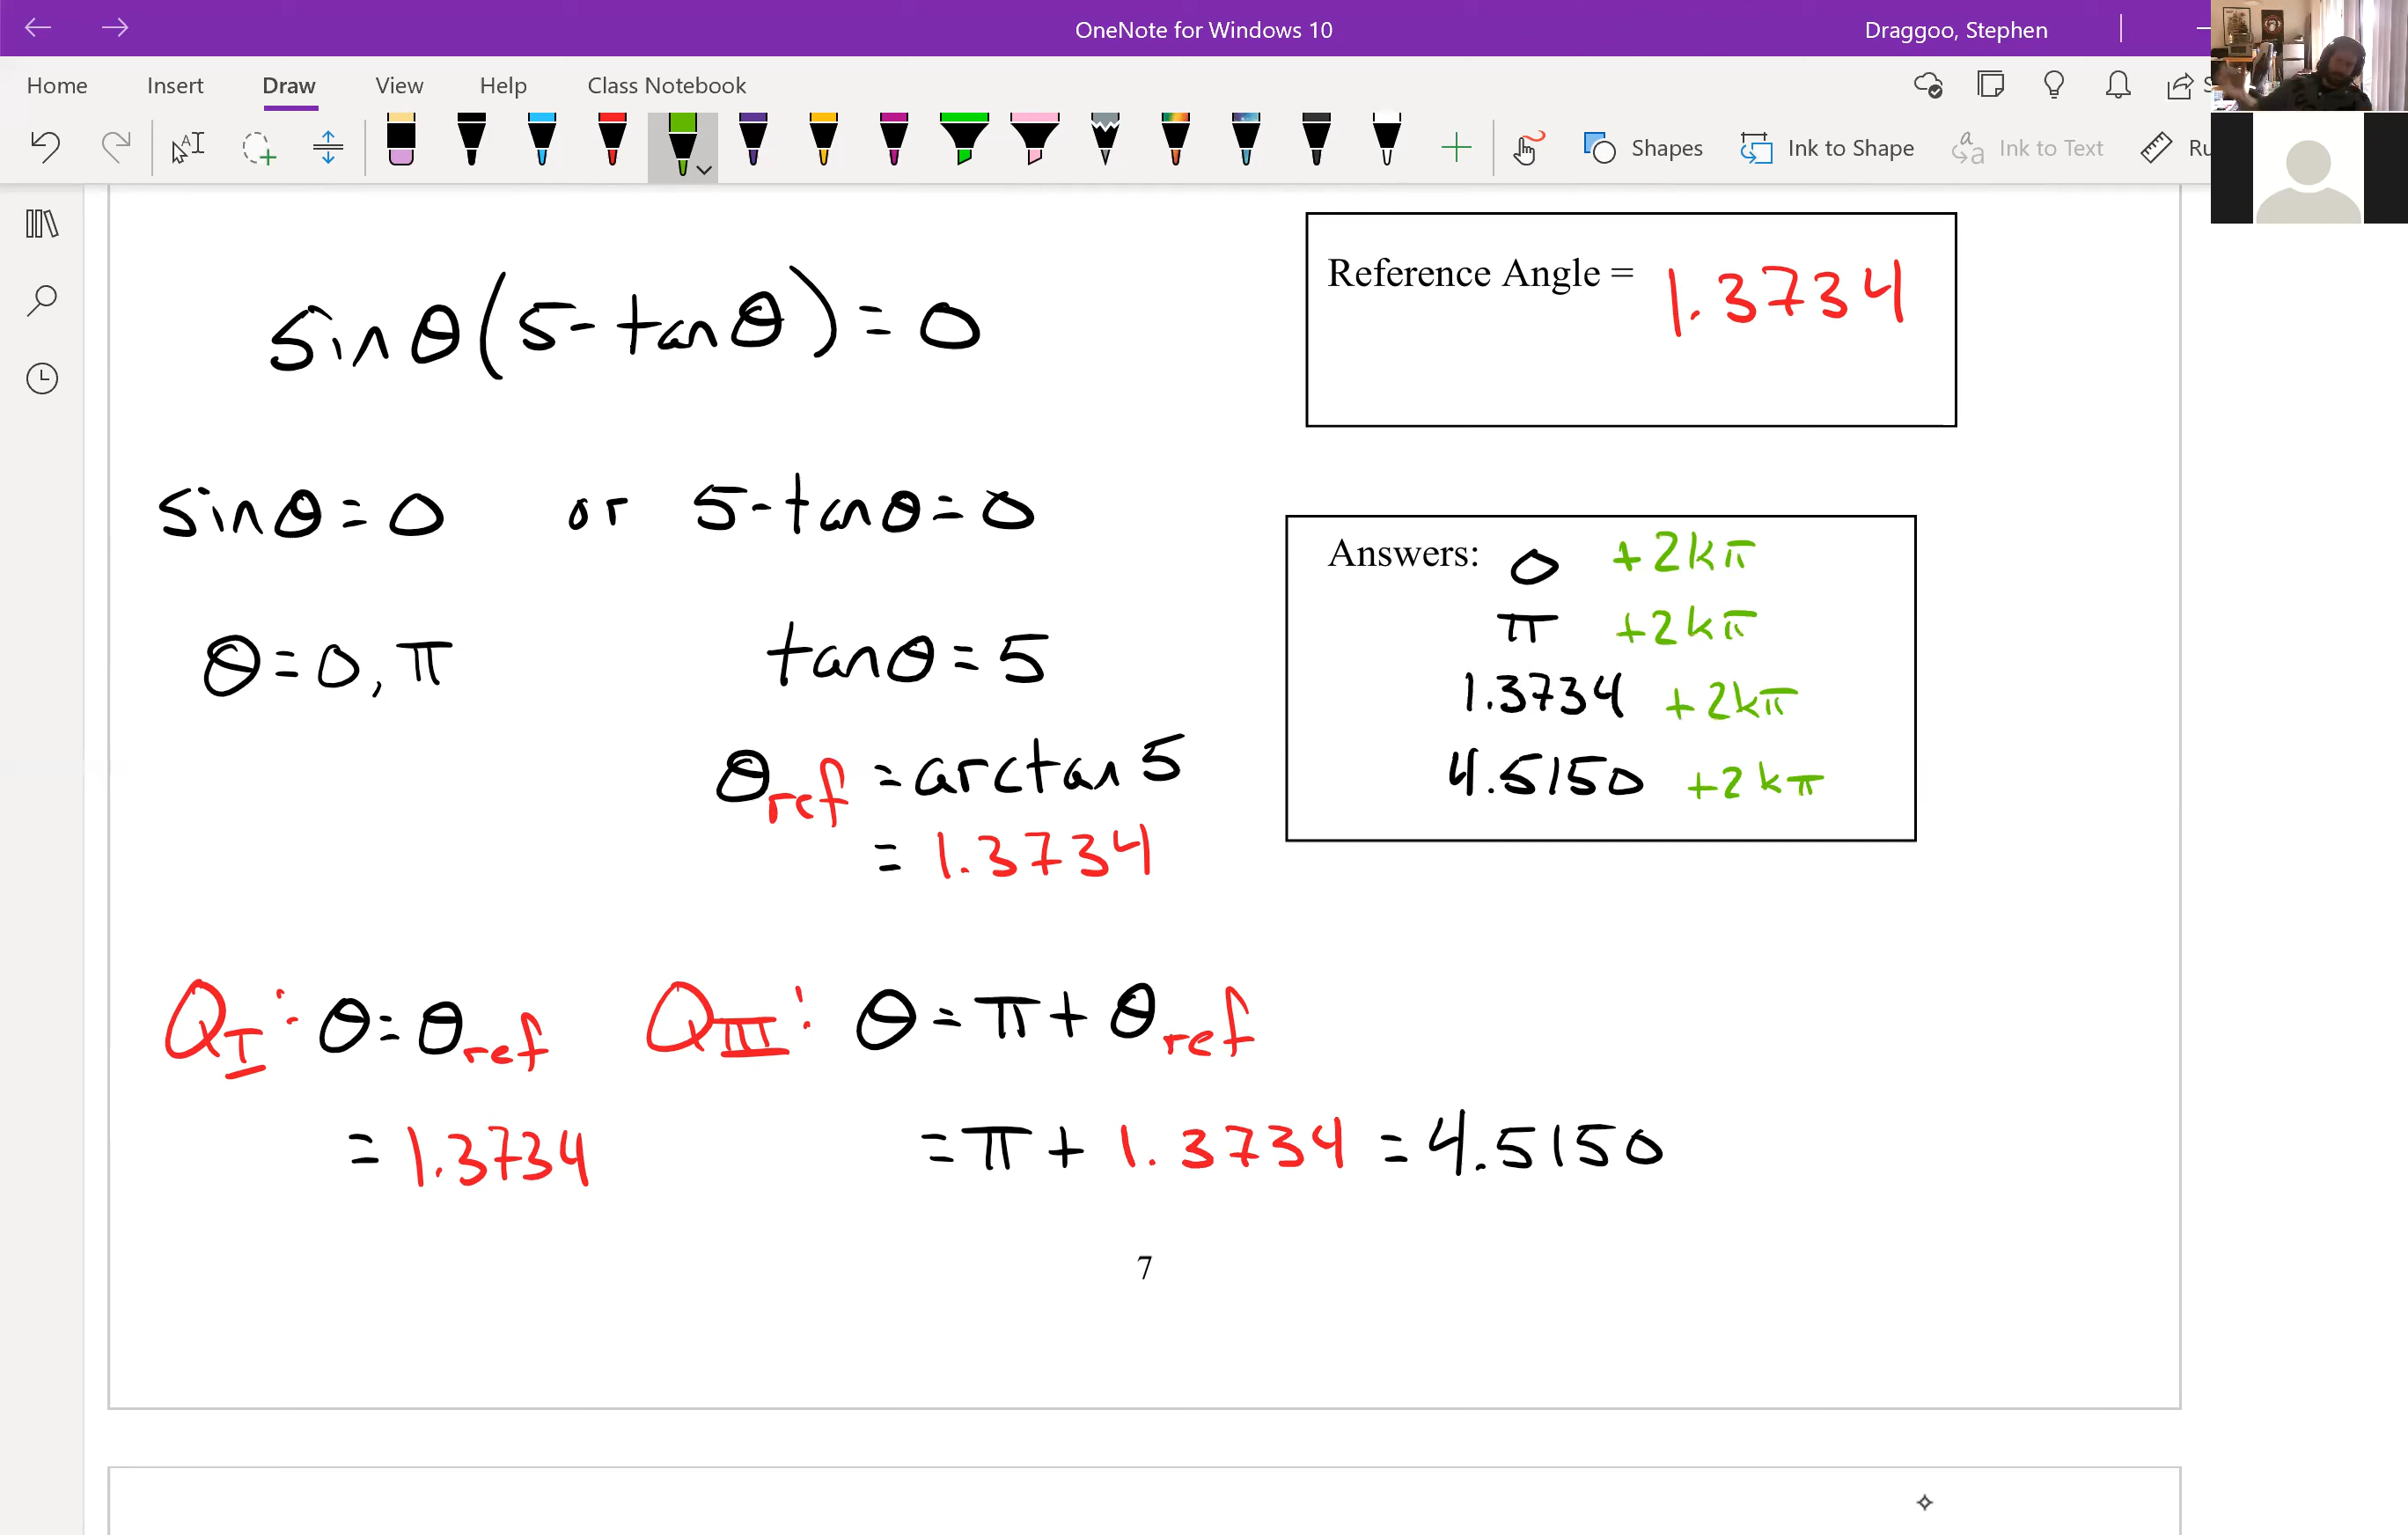 OneNote for Windows 10
Draggoo, Stephen
Home Insert Draw View Help Class Notebook
Shapes Ink to Shape Ink to Text Ru
sinθ(5-tanθ)=0
Reference Angle = 1.3734
sinθ=0 or 5-tanθ=0
Answers: 0 +2kπ
π +2kπ
1.3734 +2kπ
4.5150 +2kπ
θ=0,π
tanθ=5
θref =arctan5
= 1.3734
QI: θ=θref
= 1.3734
QIII: θ=π+θref
=π+1.3734=4.5150
7